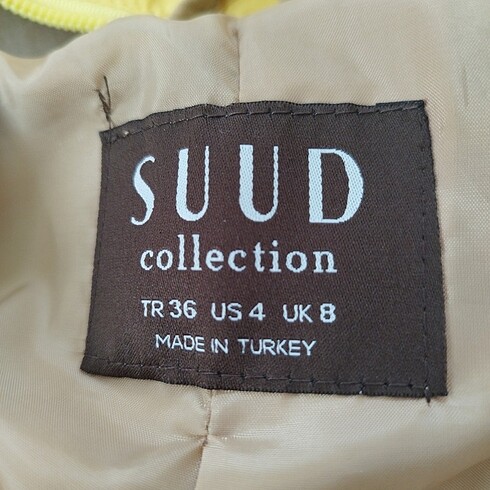 SUUD
collection
TR 36 US 4 UK 8
MADE IN TURKEY